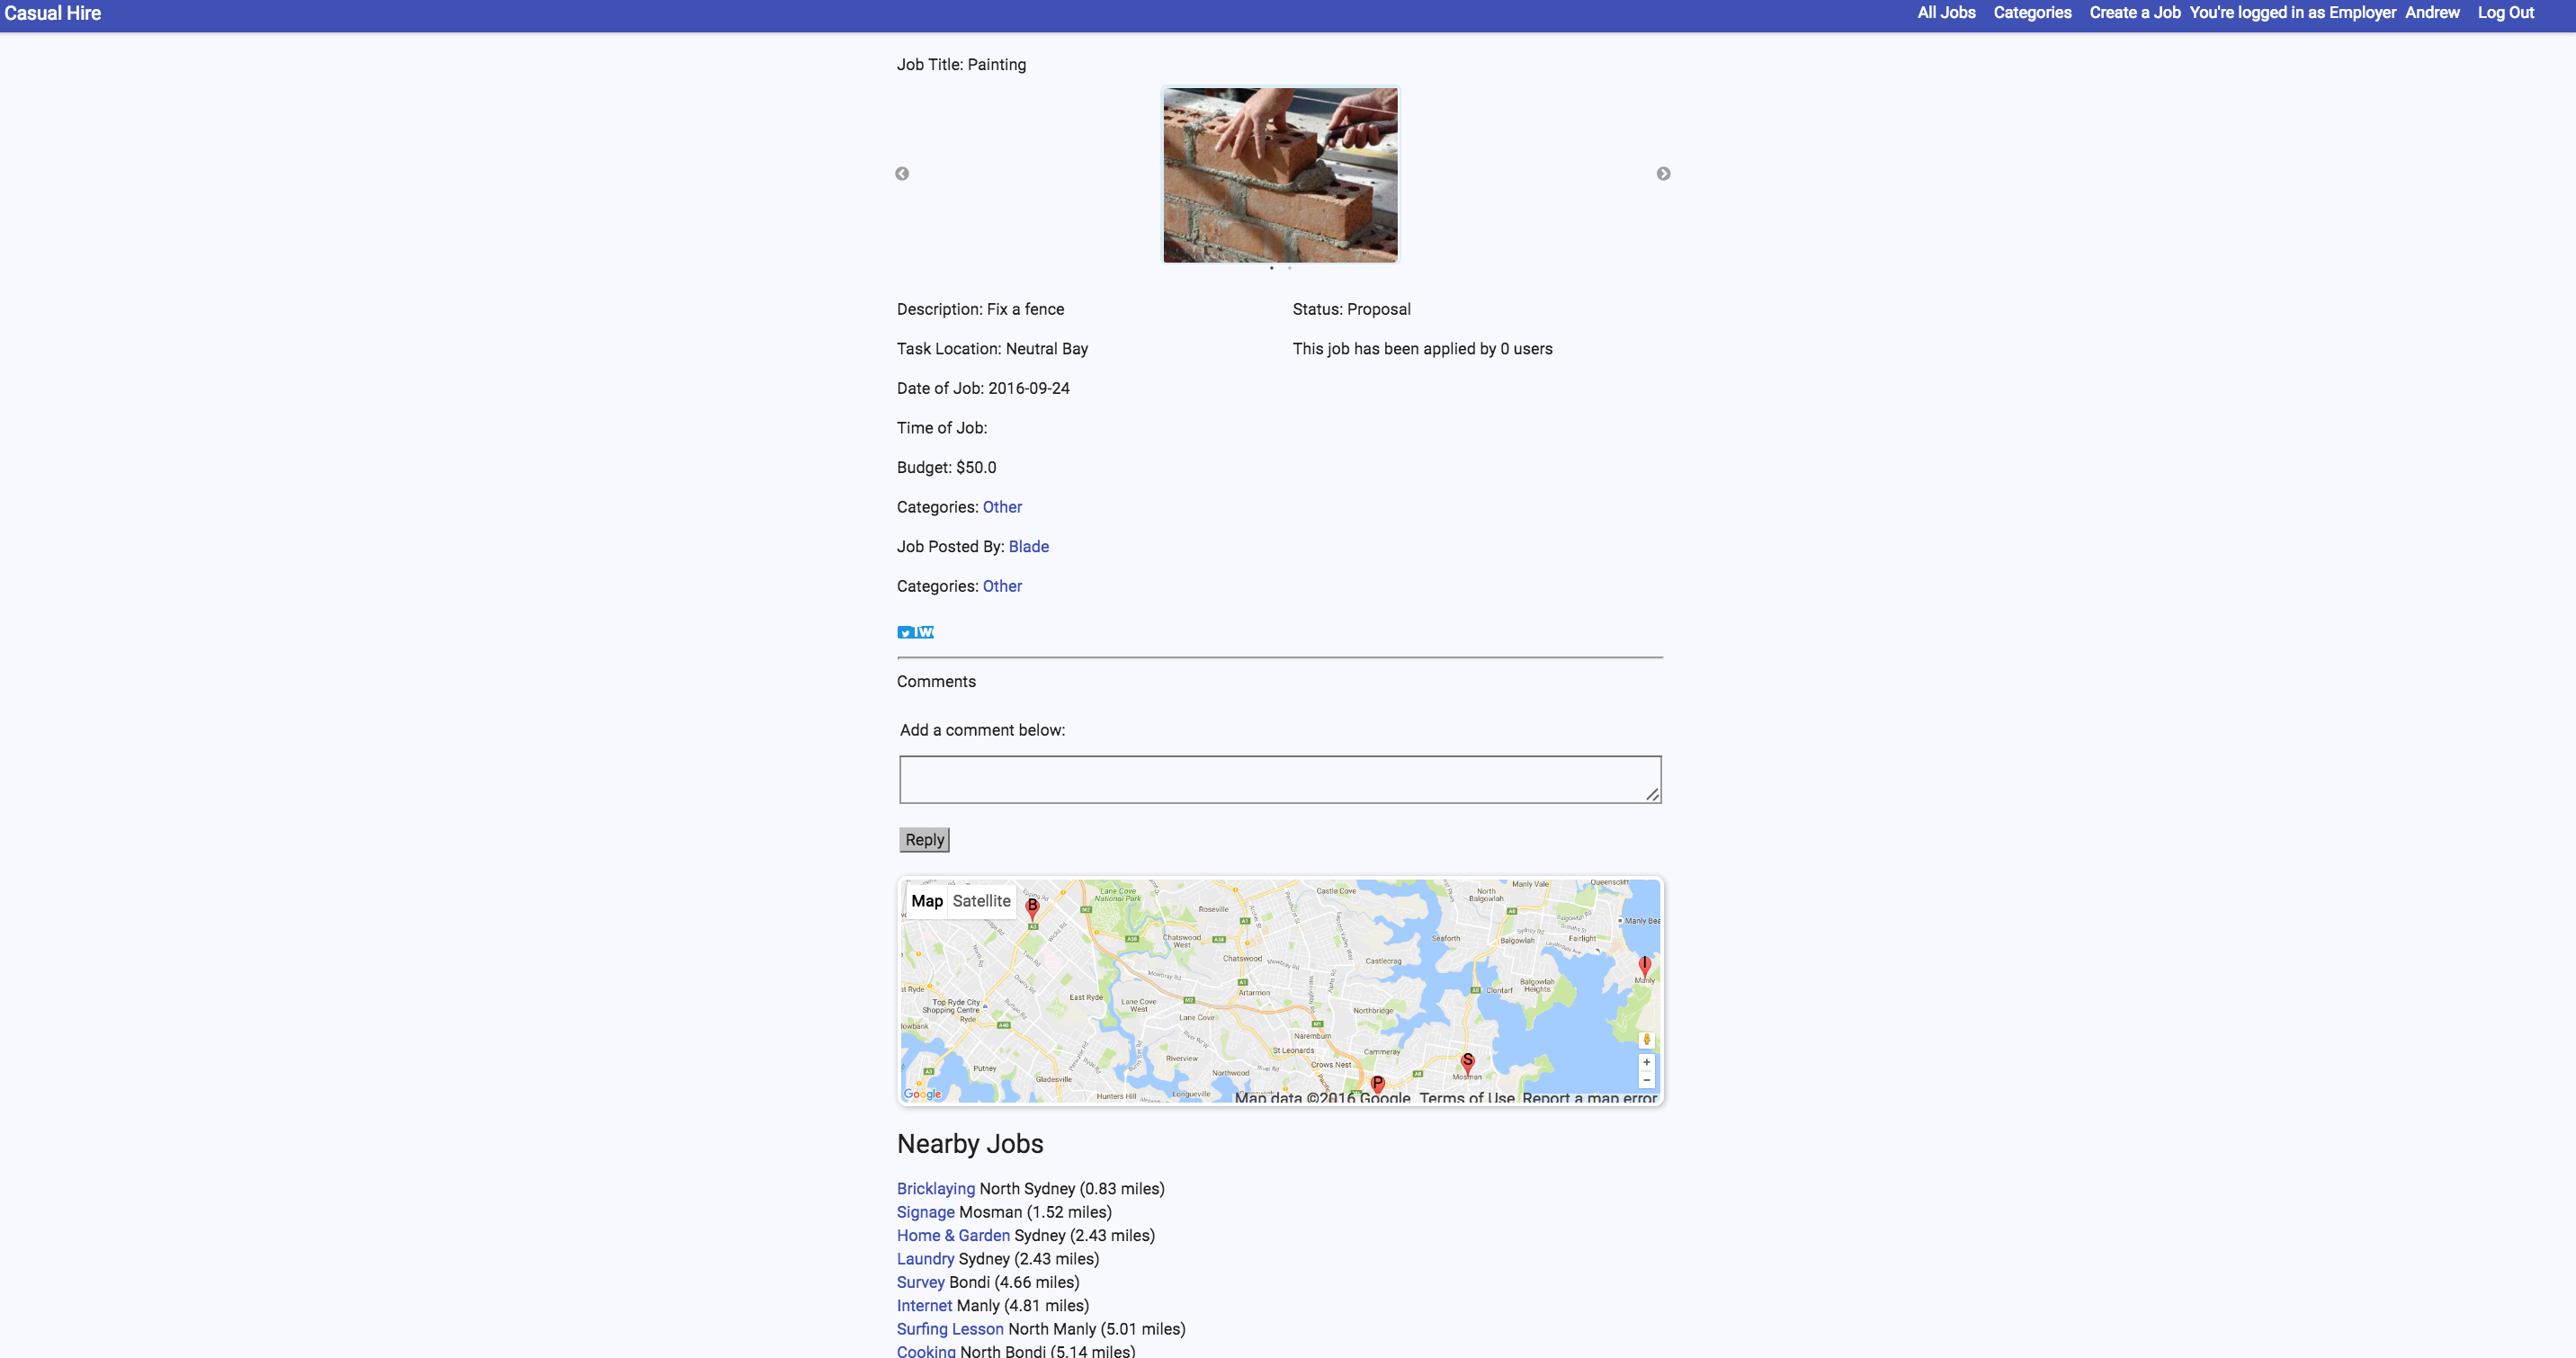 Casual Hire
All Jobs Categories Create a Job You're logged in as Employer Andrew Log Out
Job Title: Painting
Description: Fix a fence
Status: Proposal
Task Location: Neutral Bay
This job has been applied by 0 users
Date of Job: 2016-09-24
Time of Job:
Budget: $50.0
Categories: Other
Job Posted By: Blade
Categories: Other
Comments
Add a comment below:
Reply
Map Satellite
B
Lane Cove
National Park
Roseville
Castle Cove
North
Balgowlah
Manly Vale
Queenscliff
Manly Bea
Chatswood
West
Seaforth
Balgowlah
Fairlight
Chatswood
Castlecrag
I
Manly
Clontarf
Balgowlah
Heights
East Ryde
Artarmon
Top Ryde City
Shopping Centre
Ryde
Lane Cove
West
Lane Cove
Northbridge
Naremburn
St Leonards
Cammeray
Riverview
Crows Nest
S
Mosman
Putney
Gladesville
Northwood
P
Hunters Hill
Longueville
Google
Map data ©2016 Google Terms of Use Report a map error
Nearby Jobs
Bricklaying North Sydney (0.83 miles)
Signage Mosman (1.52 miles)
Home & Garden Sydney (2.43 miles)
Laundry Sydney (2.43 miles)
Survey Bondi (4.66 miles)
Internet Manly (4.81 miles)
Surfing Lesson North Manly (5.01 miles)
Cooking North Bondi (5.14 miles)